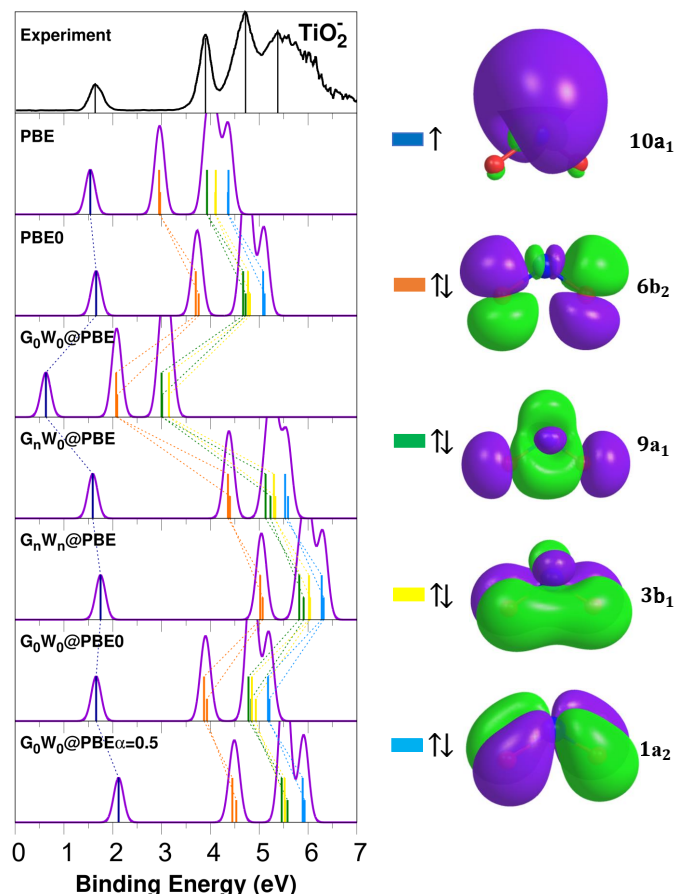 Experiment
TiO₂⁻
PBE
PBE0
G₀W₀@PBE
GₙW₀@PBE
GₙWₙ@PBE
G₀W₀@PBE0
G₀W₀@PBEα=0.5
0 1 2 3 4 5 6 7
Binding Energy (eV)
↑ 10a₁
↑↓ 6b₂
↑↓ 9a₁
↑↓ 3b₁
↑↓ 1a₂